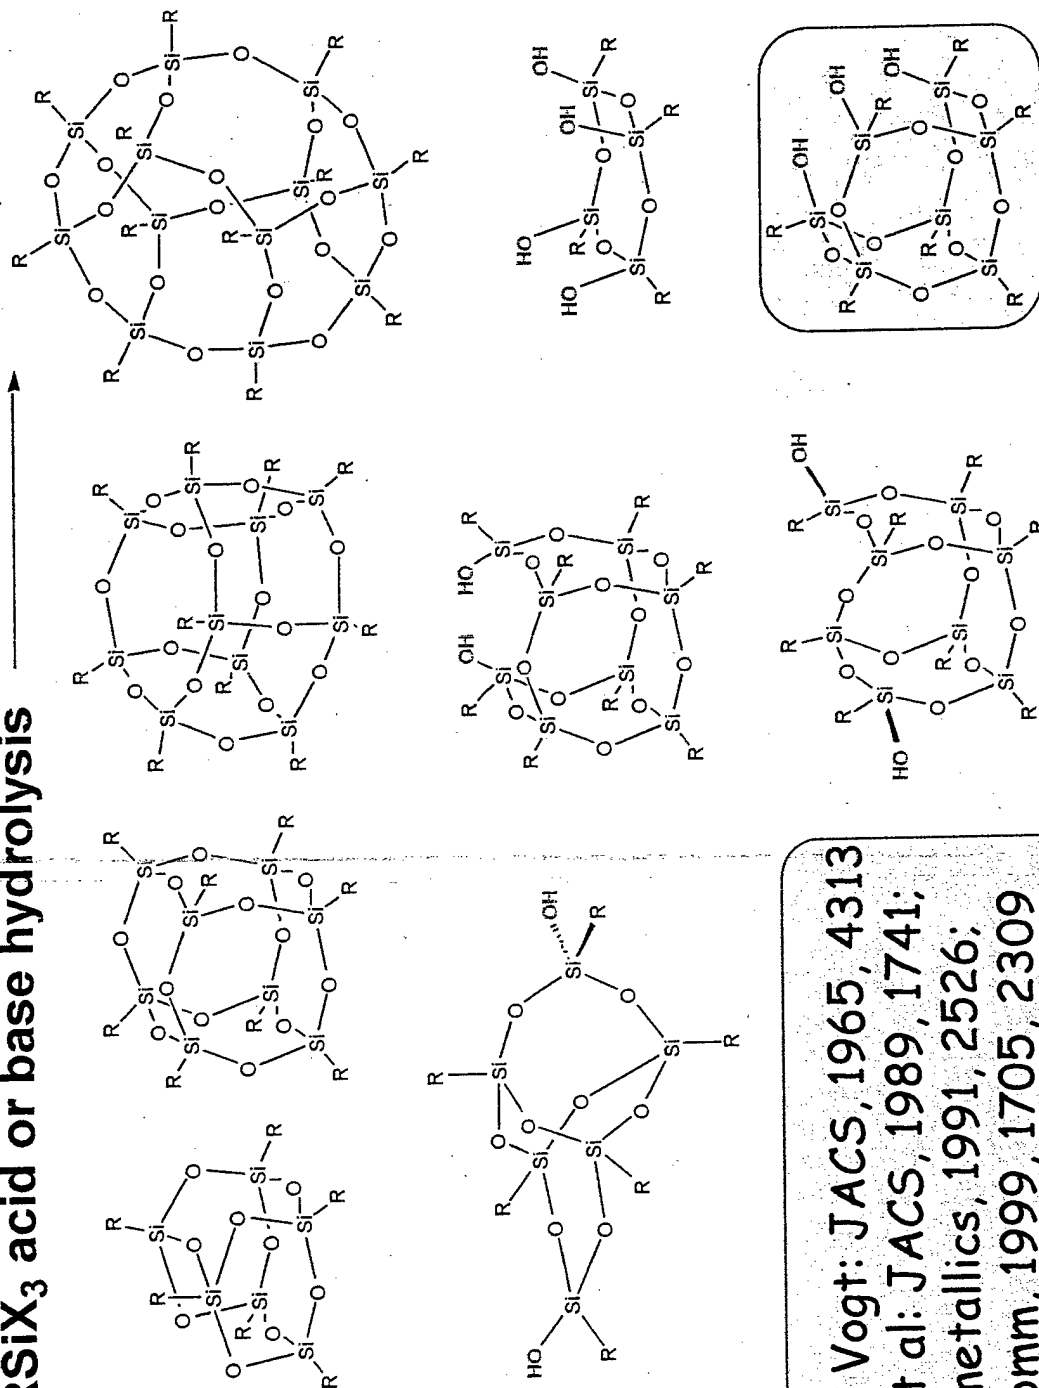 RSiX₃ acid or base hydrolysis
Vogt: JACS, 1965, 4313
t al: JACS, 1989, 1741;
metallics, 1991, 2526;
omm, 1999, 1705, 2309